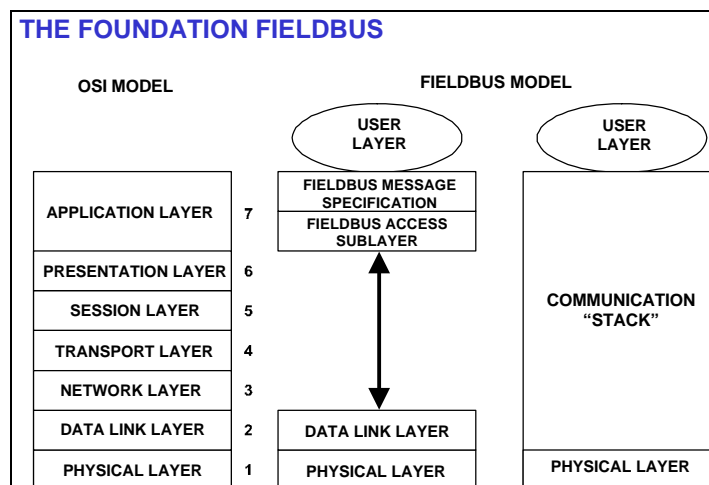 THE FOUNDATION FIELDBUS
OSI MODEL
FIELDBUS MODEL
USER
LAYER
USER
LAYER
APPLICATION LAYER 7
FIELDBUS MESSAGE
SPECIFICATION
FIELDBUS ACCESS
SUBLAYER
PRESENTATION LAYER 6
SESSION LAYER 5
TRANSPORT LAYER 4
NETWORK LAYER 3
DATA LINK LAYER 2
PHYSICAL LAYER 1
DATA LINK LAYER
PHYSICAL LAYER
COMMUNICATION
“STACK”
PHYSICAL LAYER